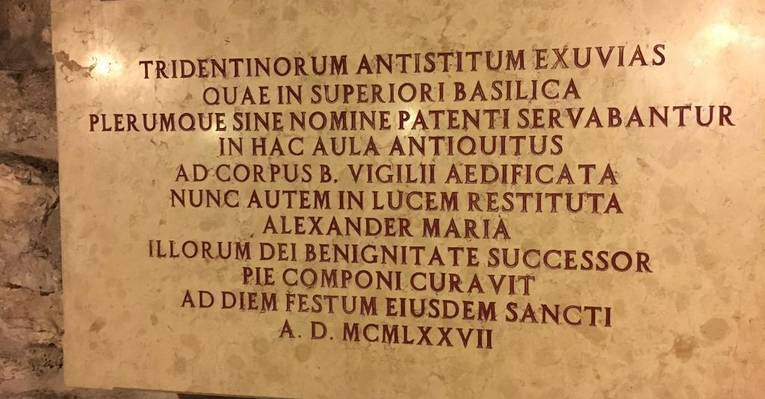 TRIDENTINORUM ANTISTITUM EXUVIAS
QUAE IN SUPERIORI BASILICA
PLERUMQUE SINE NOMINE PATENTI SERVABANTUR
IN HAC AULA ANTIQUITUS
AD CORPUS B. VIGILII AEDIFICATA
NUNC AUTEM IN LUCEM RESTITUTA
ALEXANDER MARIA
ILLORUM DEI BENIGNITATE SUCCESSOR
PIE COMPONI CURAVIT
AD DIEM FESTUM EIUSDEM SANCTI
A. D. MCMLXXVII